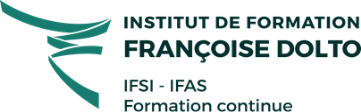 INSTITUT DE FORMATION
FRANÇOISE DOLTO
IFSI - IFAS
Formation continue